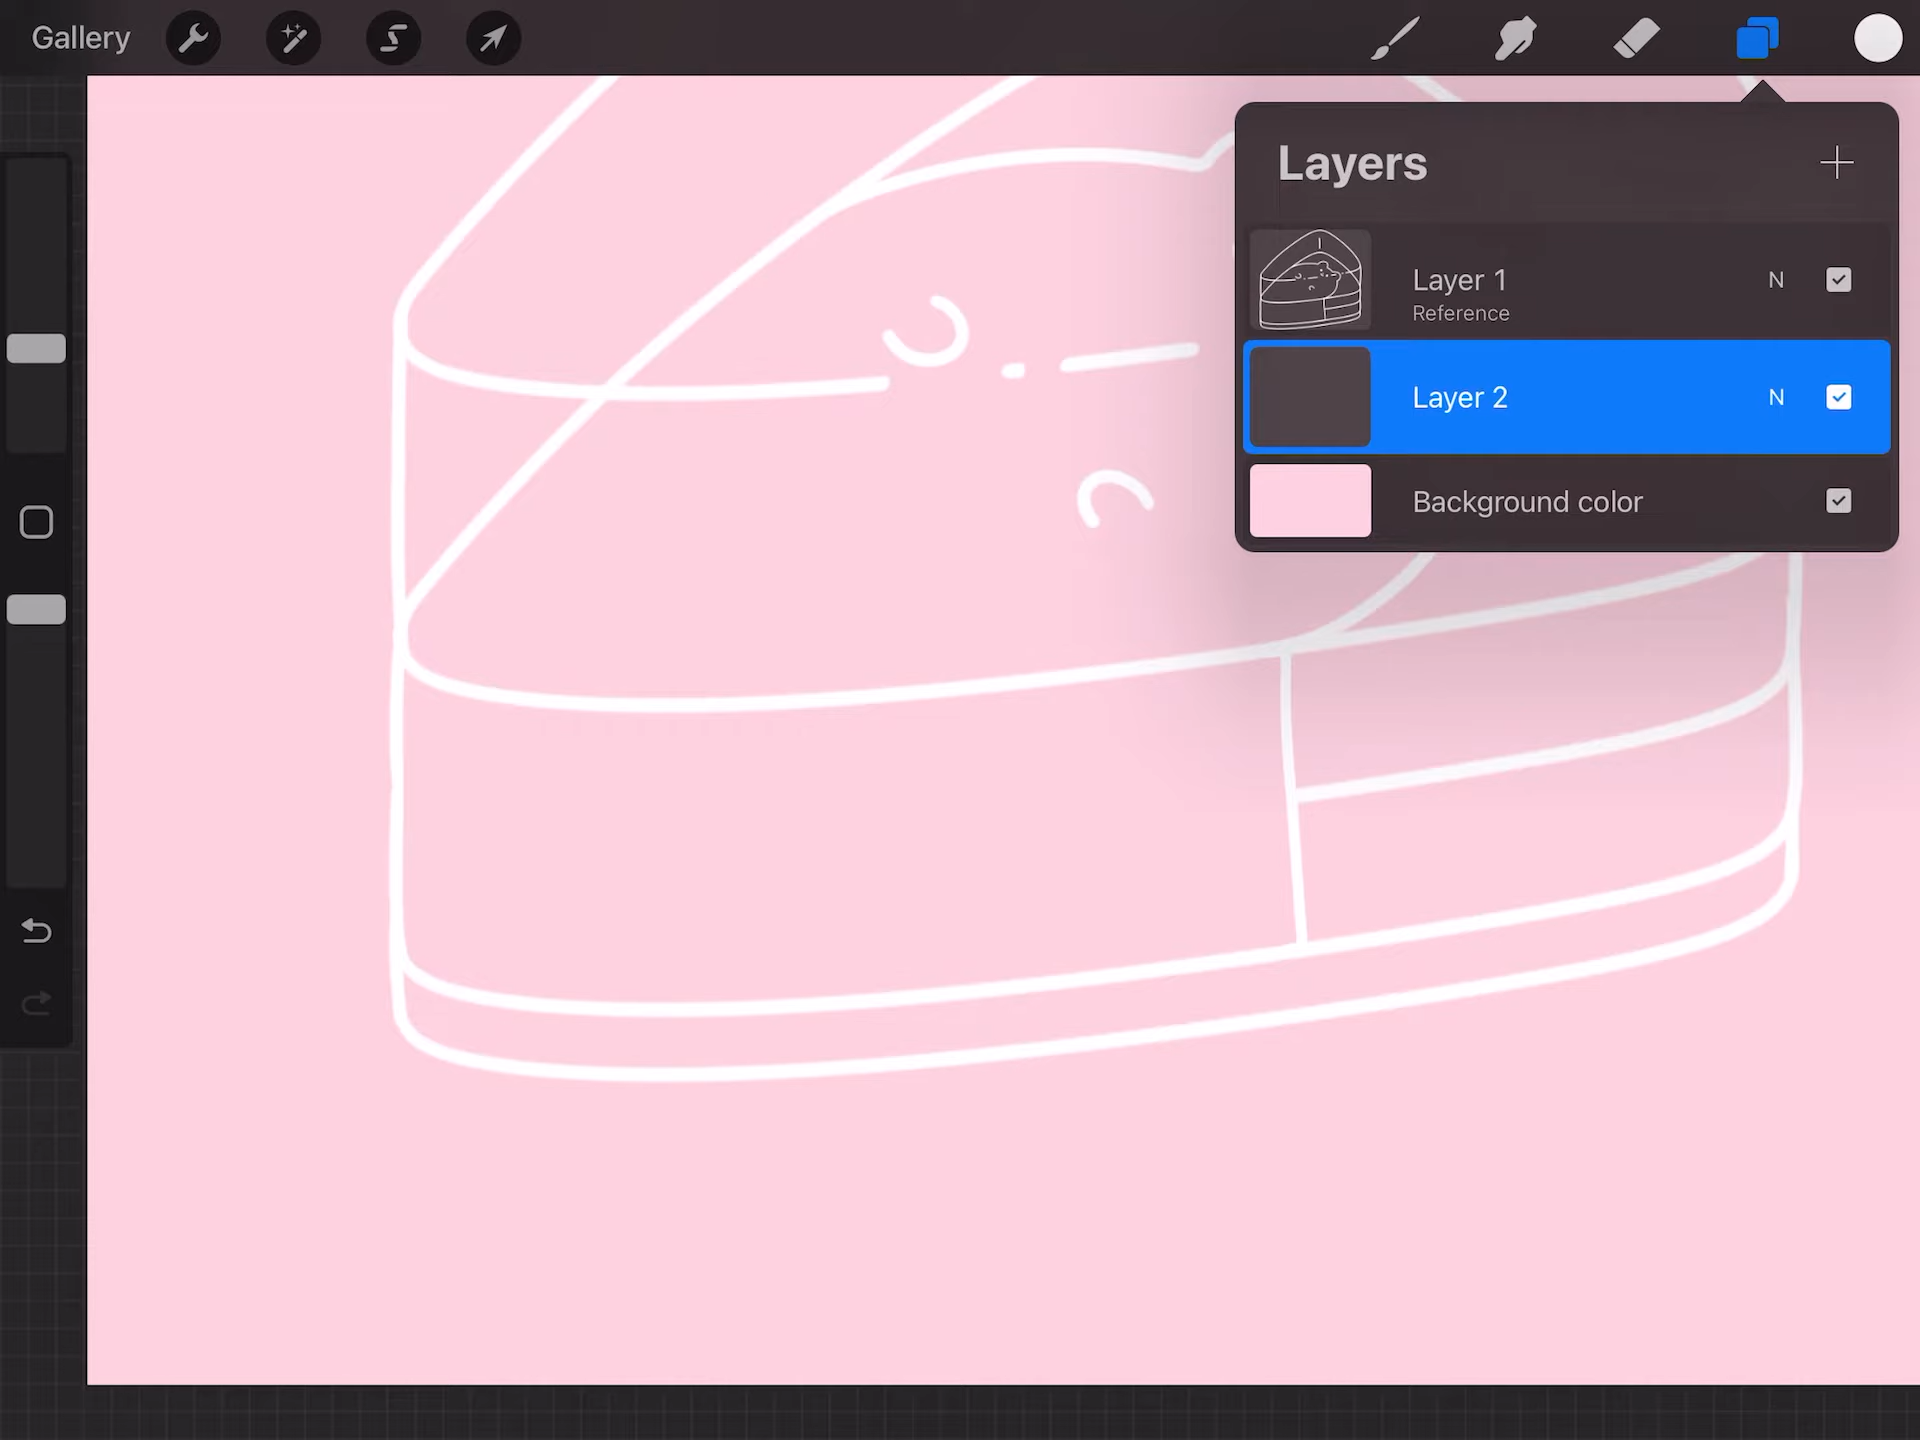 Gallery
Layers
Layer 1 N
Reference
Layer 2 N
Background color